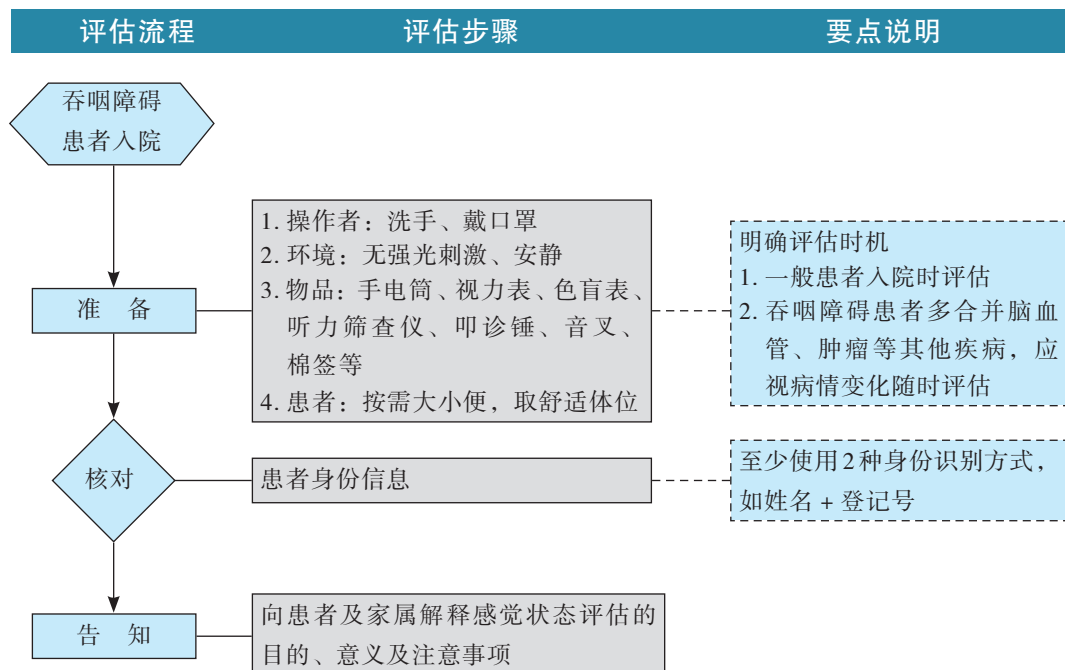 评估流程 评估步骤 要点说明
吞咽障碍
患者入院
准 备
1. 操作者：洗手、戴口罩
2. 环境：无强光刺激、安静
3. 物品：手电筒、视力表、色盲表、
听力筛查仪、叩诊锤、音叉、
棉签等
4. 患者：按需大小便，取舒适体位
明确评估时机
1. 一般患者入院时评估
2. 吞咽障碍患者多合并脑血
管、肿瘤等其他疾病，应
视病情变化随时评估
核对
患者身份信息
至少使用2种身份识别方式，
如姓名 + 登记号
告 知
向患者及家属解释感觉状态评估的
目的、意义及注意事项